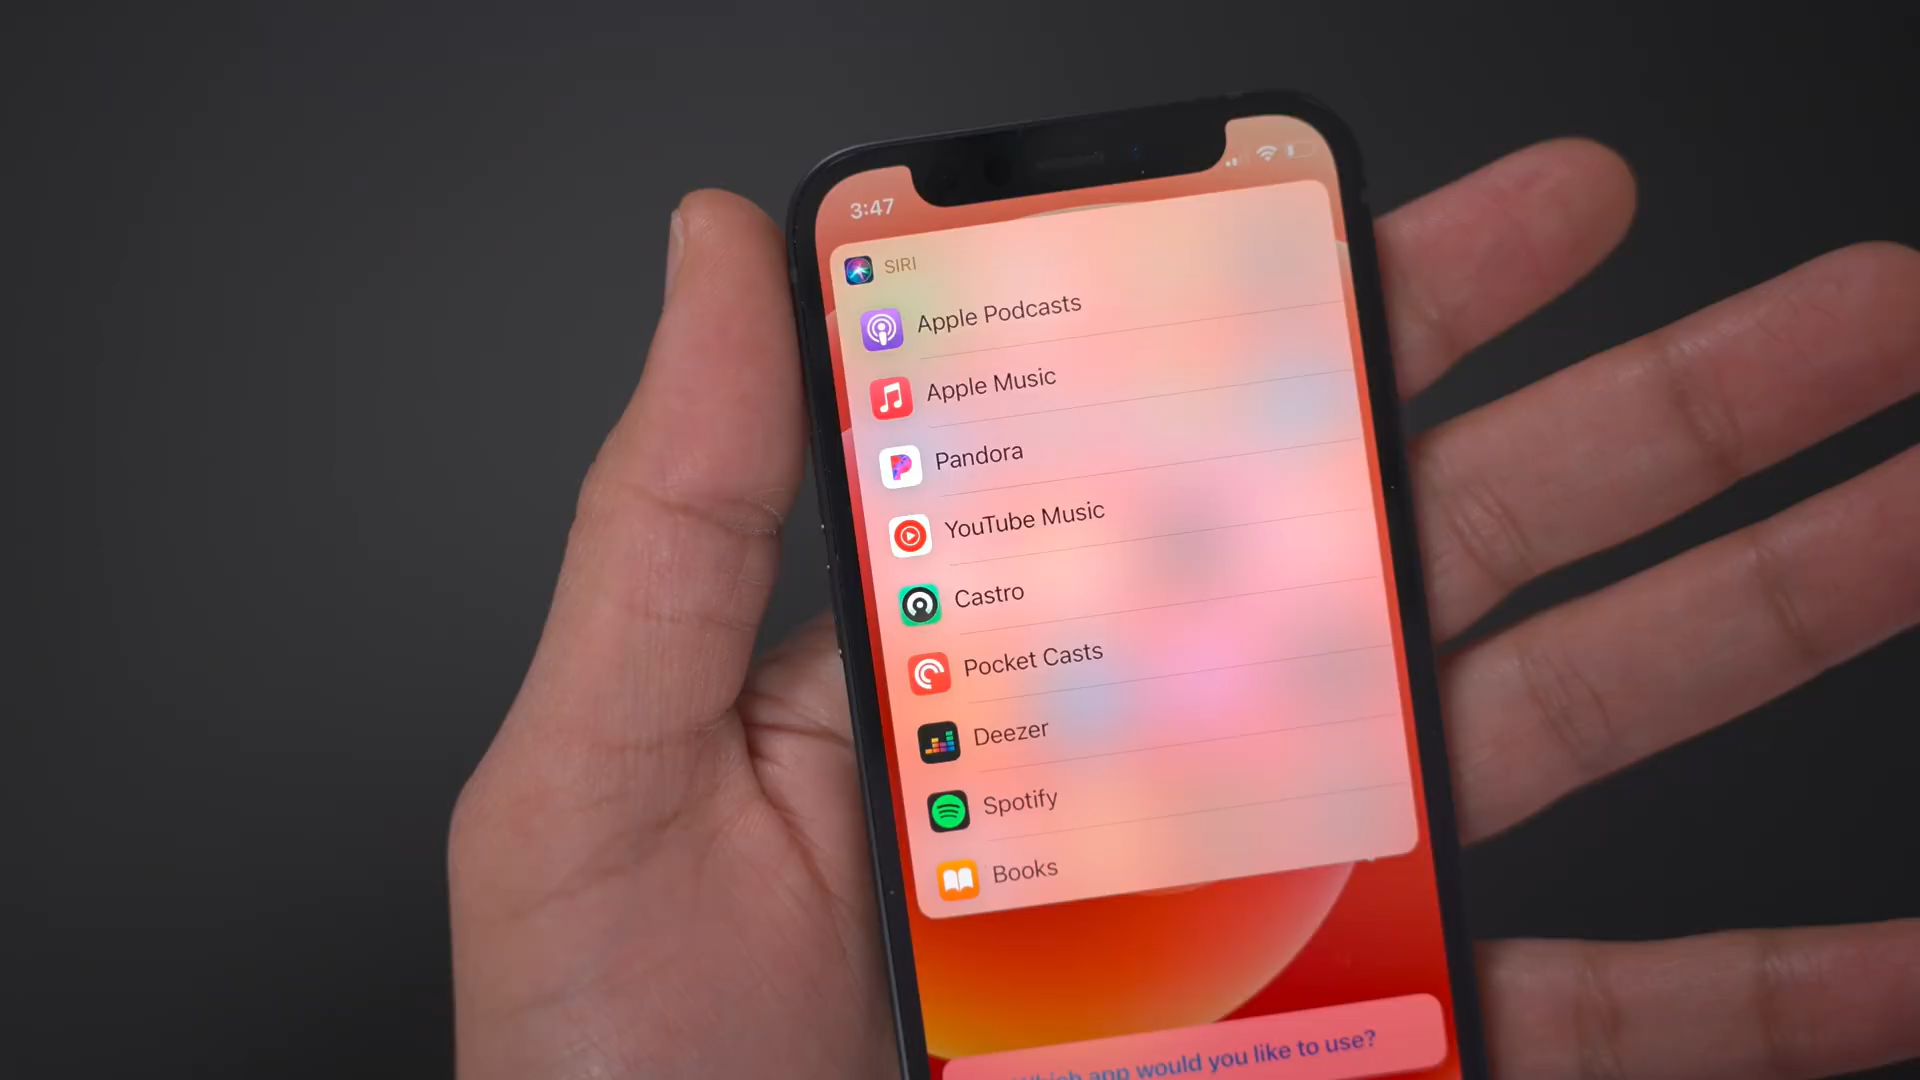 3:47
SIRI
Apple Podcasts
Apple Music
Pandora
YouTube Music
Castro
Pocket Casts
Deezer
Spotify
Books
Which app would you like to use?